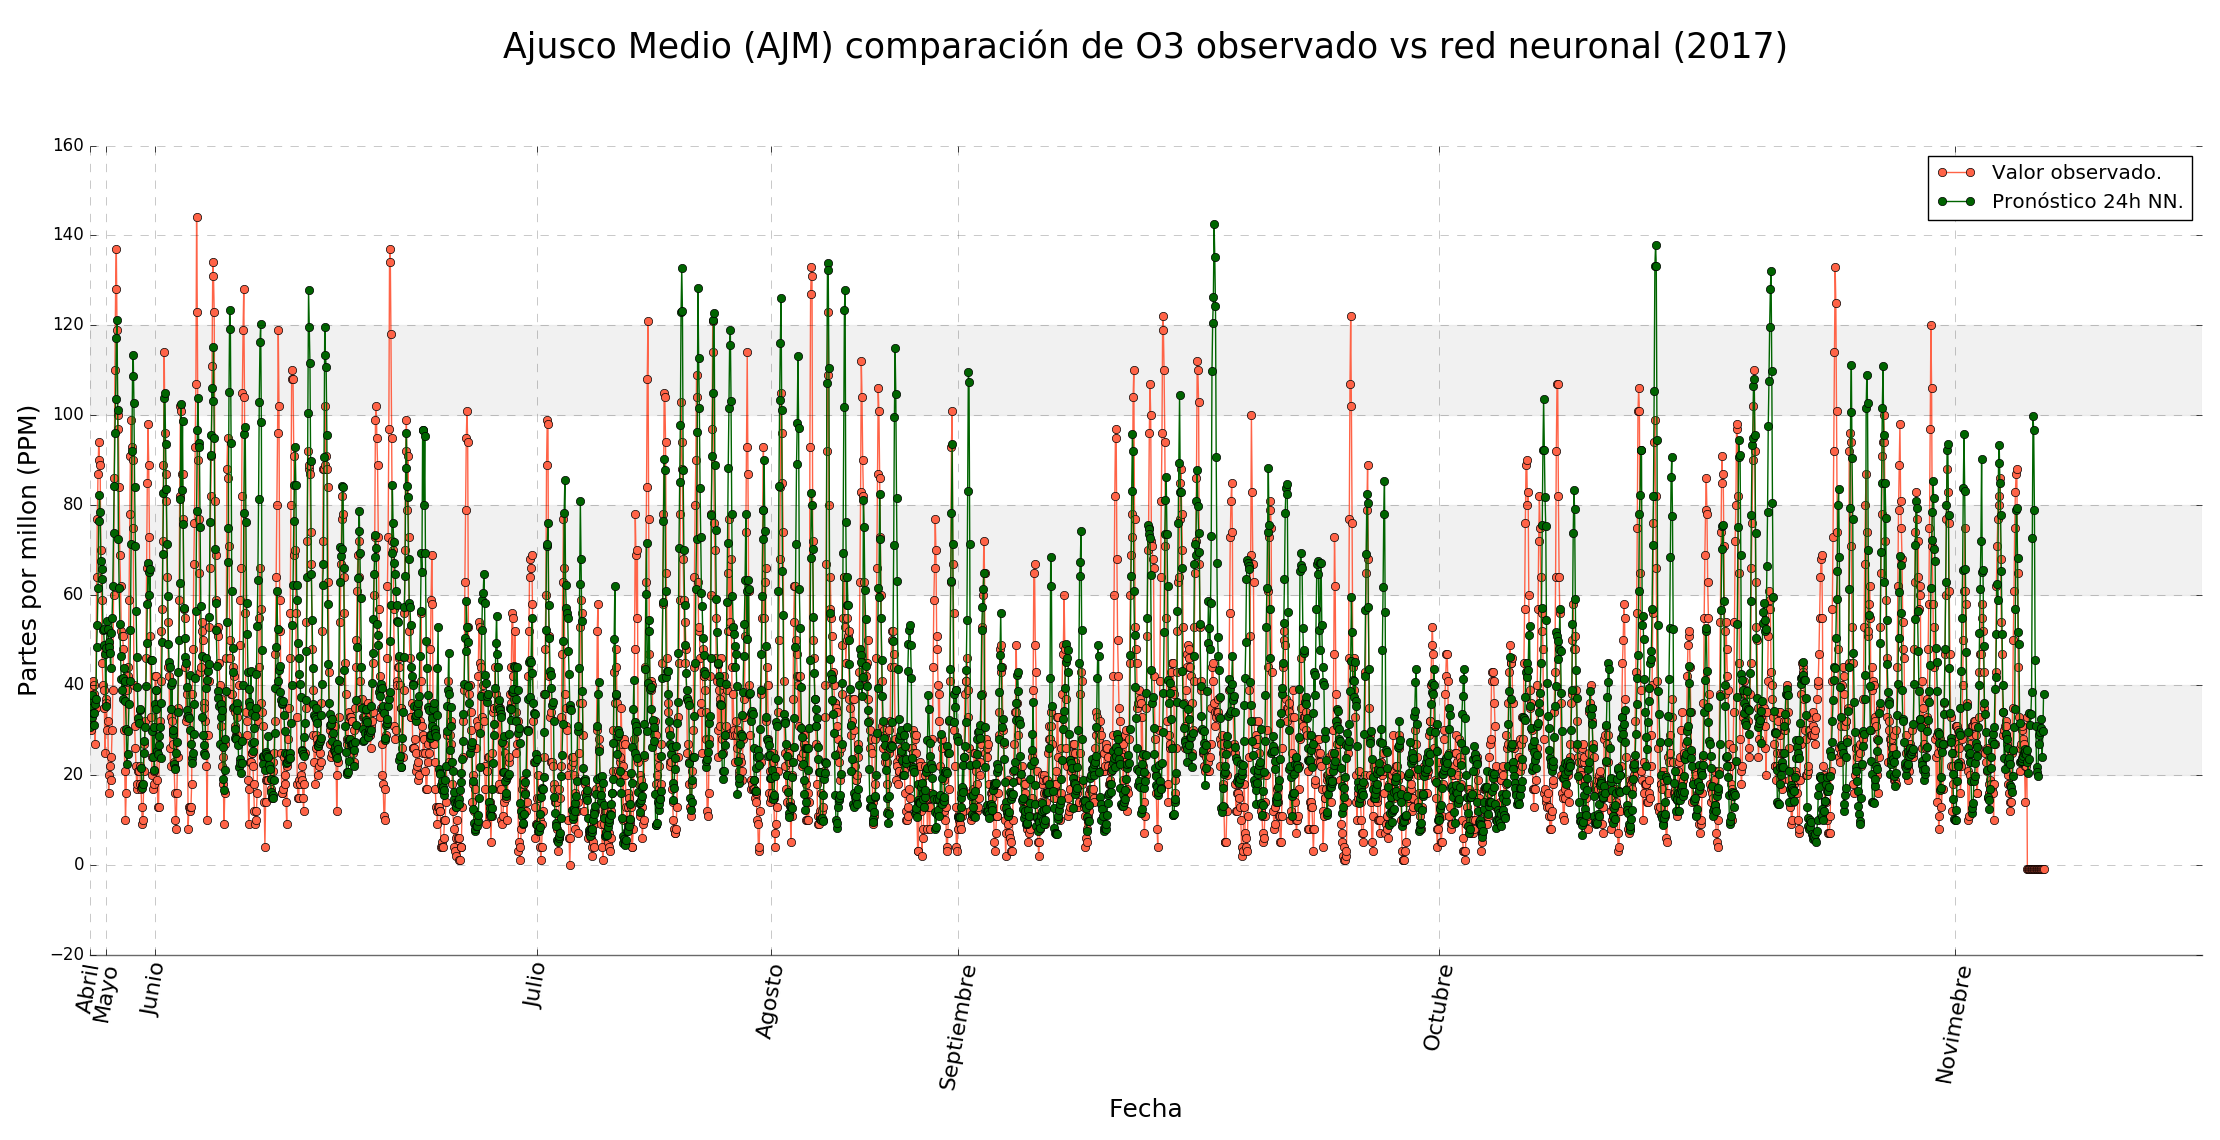 Ajusco Medio (AJM) comparación de O3 observado vs red neuronal (2017)
Valor observado.
Pronóstico 24h NN.
Partes por millon (PPM)
160
140
120
100
80
60
40
20
0
−20
Abril
Mayo
Junio
Julio
Agosto
Septiembre
Octubre
Novimebre
Fecha